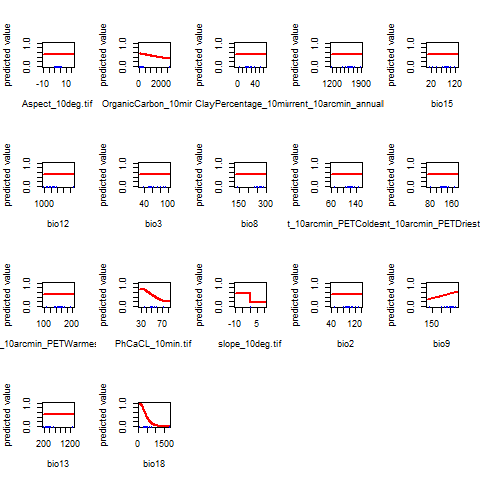 predicted value predicted value predicted value predicted value predicted value
0.0 1.0 0.0 1.0 0.0 1.0 0.0 1.0 0.0 1.0
-10 10 0 2000 0 40 1200 1900 20 120
Aspect_10deg.tif OrganicCarbon_10min ClayPercentage_10min rrent_10arcmin_annual bio15
predicted value predicted value predicted value predicted value predicted value
0.0 1.0 0.0 1.0 0.0 1.0 0.0 1.0 0.0 1.0
1000 40 100 150 300 60 140 80 160
bio12 bio3 bio8 t_10arcmin_PETColdes nt_10arcmin_PETDriest
predicted value predicted value predicted value predicted value predicted value
0.0 1.0 0.0 1.0 0.0 1.0 0.0 1.0 0.0 1.0
100 200 30 70 -10 5 40 120 150
_10arcmin_PETWarmes PhCaCL_10min.tif slope_10deg.tif bio2 bio9
predicted value predicted value
0.0 1.0 0.0 1.0
200 1200 0 1500
bio13 bio18